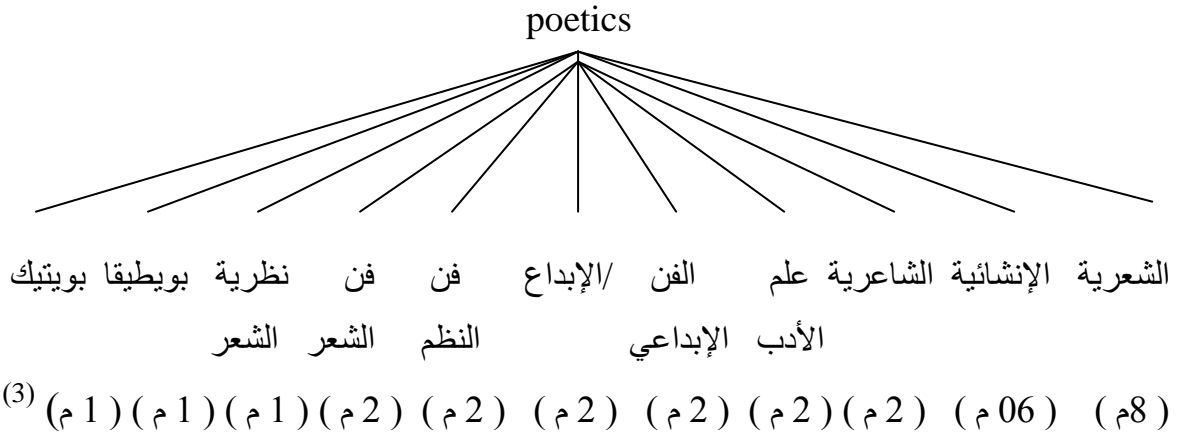 poetics
الشعرية الإنشائية الشاعرية علم الفن /الإبداع فن فن نظرية بويطيقا بويتيك
الأدب الإبداعي النظم الشعر الشعر
( 8م ) ( 06 م ) ( 2 م ) ( 2 م ) ( 2 م ) ( 2 م ) ( 2 م ) ( 2 م ) ( 1 م ) ( 1 م ) ( 1 م ) (3)